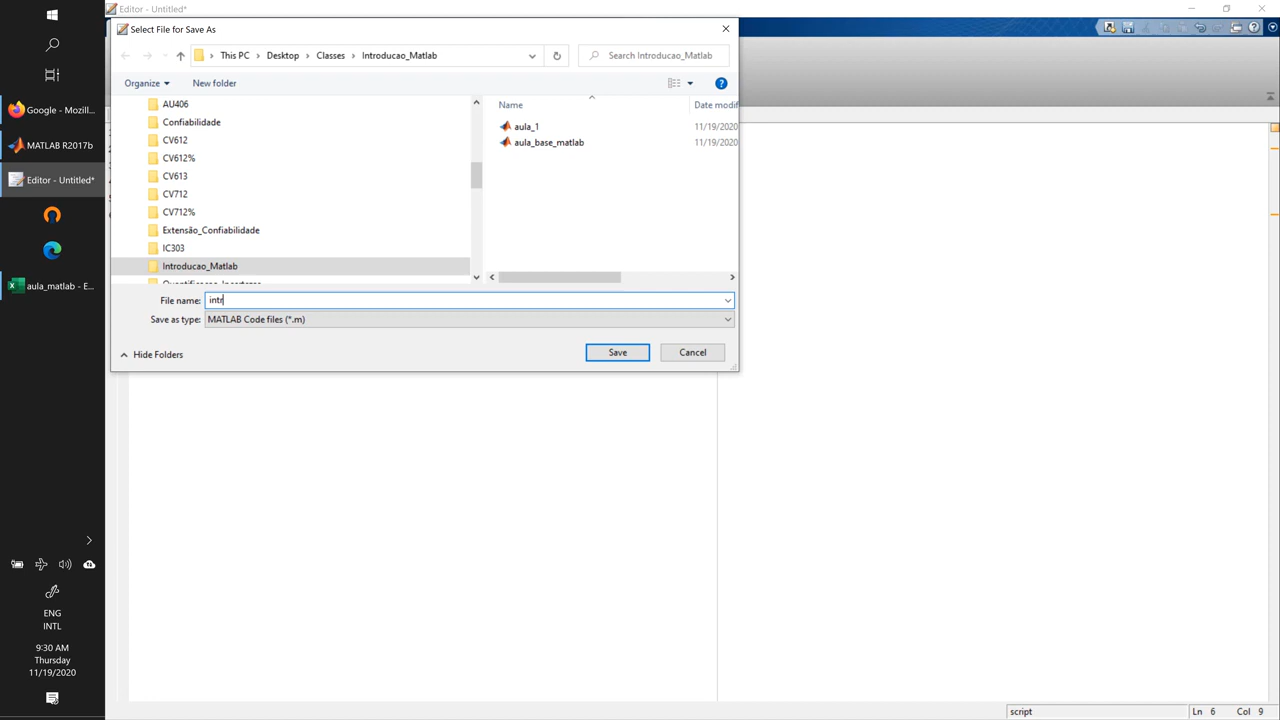 Editor - Untitled*
Select File for Save As
This PC > Desktop > Classes > Introducao_Matlab
Search Introducao_Matlab
Organize
New folder
Name
Date modif
AU406
Confiabilidade
CV612
CV612%
CV613
CV712
CV712%
Extensão_Confiabilidade
IC303
Introducao_Matlab
aula_1
11/19/2020
aula_base_matlab
11/19/2020
File name:
intr
Save as type:
MATLAB Code files (*.m)
Hide Folders
Save
Cancel
Google - Mozill...
MATLAB R2017b
Editor - Untitled*
aula_matlab - E...
ENG
INTL
9:30 AM
Thursday
11/19/2020
script
Ln 6
Col 9